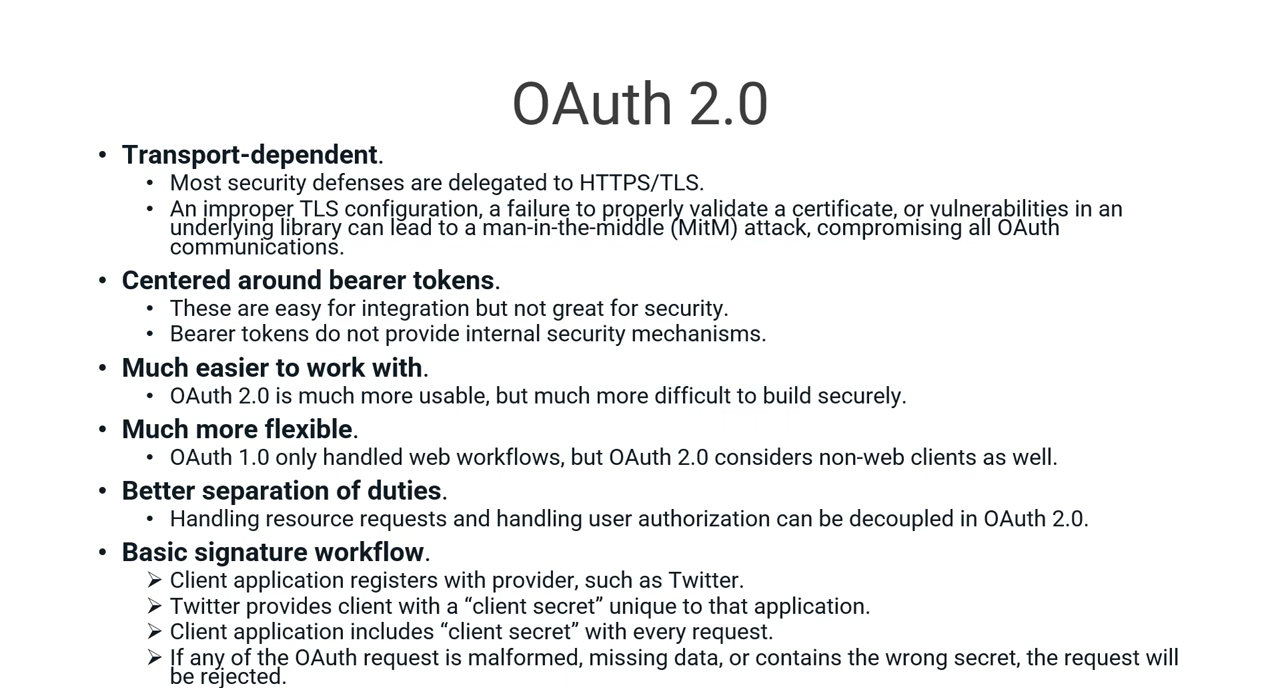 OAuth 2.0
• Transport-dependent.
• Most security defenses are delegated to HTTPS/TLS.
• An improper TLS configuration, a failure to properly validate a certificate, or vulnerabilities in an
underlying library can lead to a man-in-the-middle (MitM) attack, compromising all OAuth
communications.
• Centered around bearer tokens.
• These are easy for integration but not great for security.
• Bearer tokens do not provide internal security mechanisms.
• Much easier to work with.
• OAuth 2.0 is much more usable, but much more difficult to build securely.
• Much more flexible.
• OAuth 1.0 only handled web workflows, but OAuth 2.0 considers non-web clients as well.
• Better separation of duties.
• Handling resource requests and handling user authorization can be decoupled in OAuth 2.0.
• Basic signature workflow.
➢ Client application registers with provider, such as Twitter.
➢ Twitter provides client with a “client secret” unique to that application.
➢ Client application includes “client secret” with every request.
➢ If any of the OAuth request is malformed, missing data, or contains the wrong secret, the request will
be rejected.